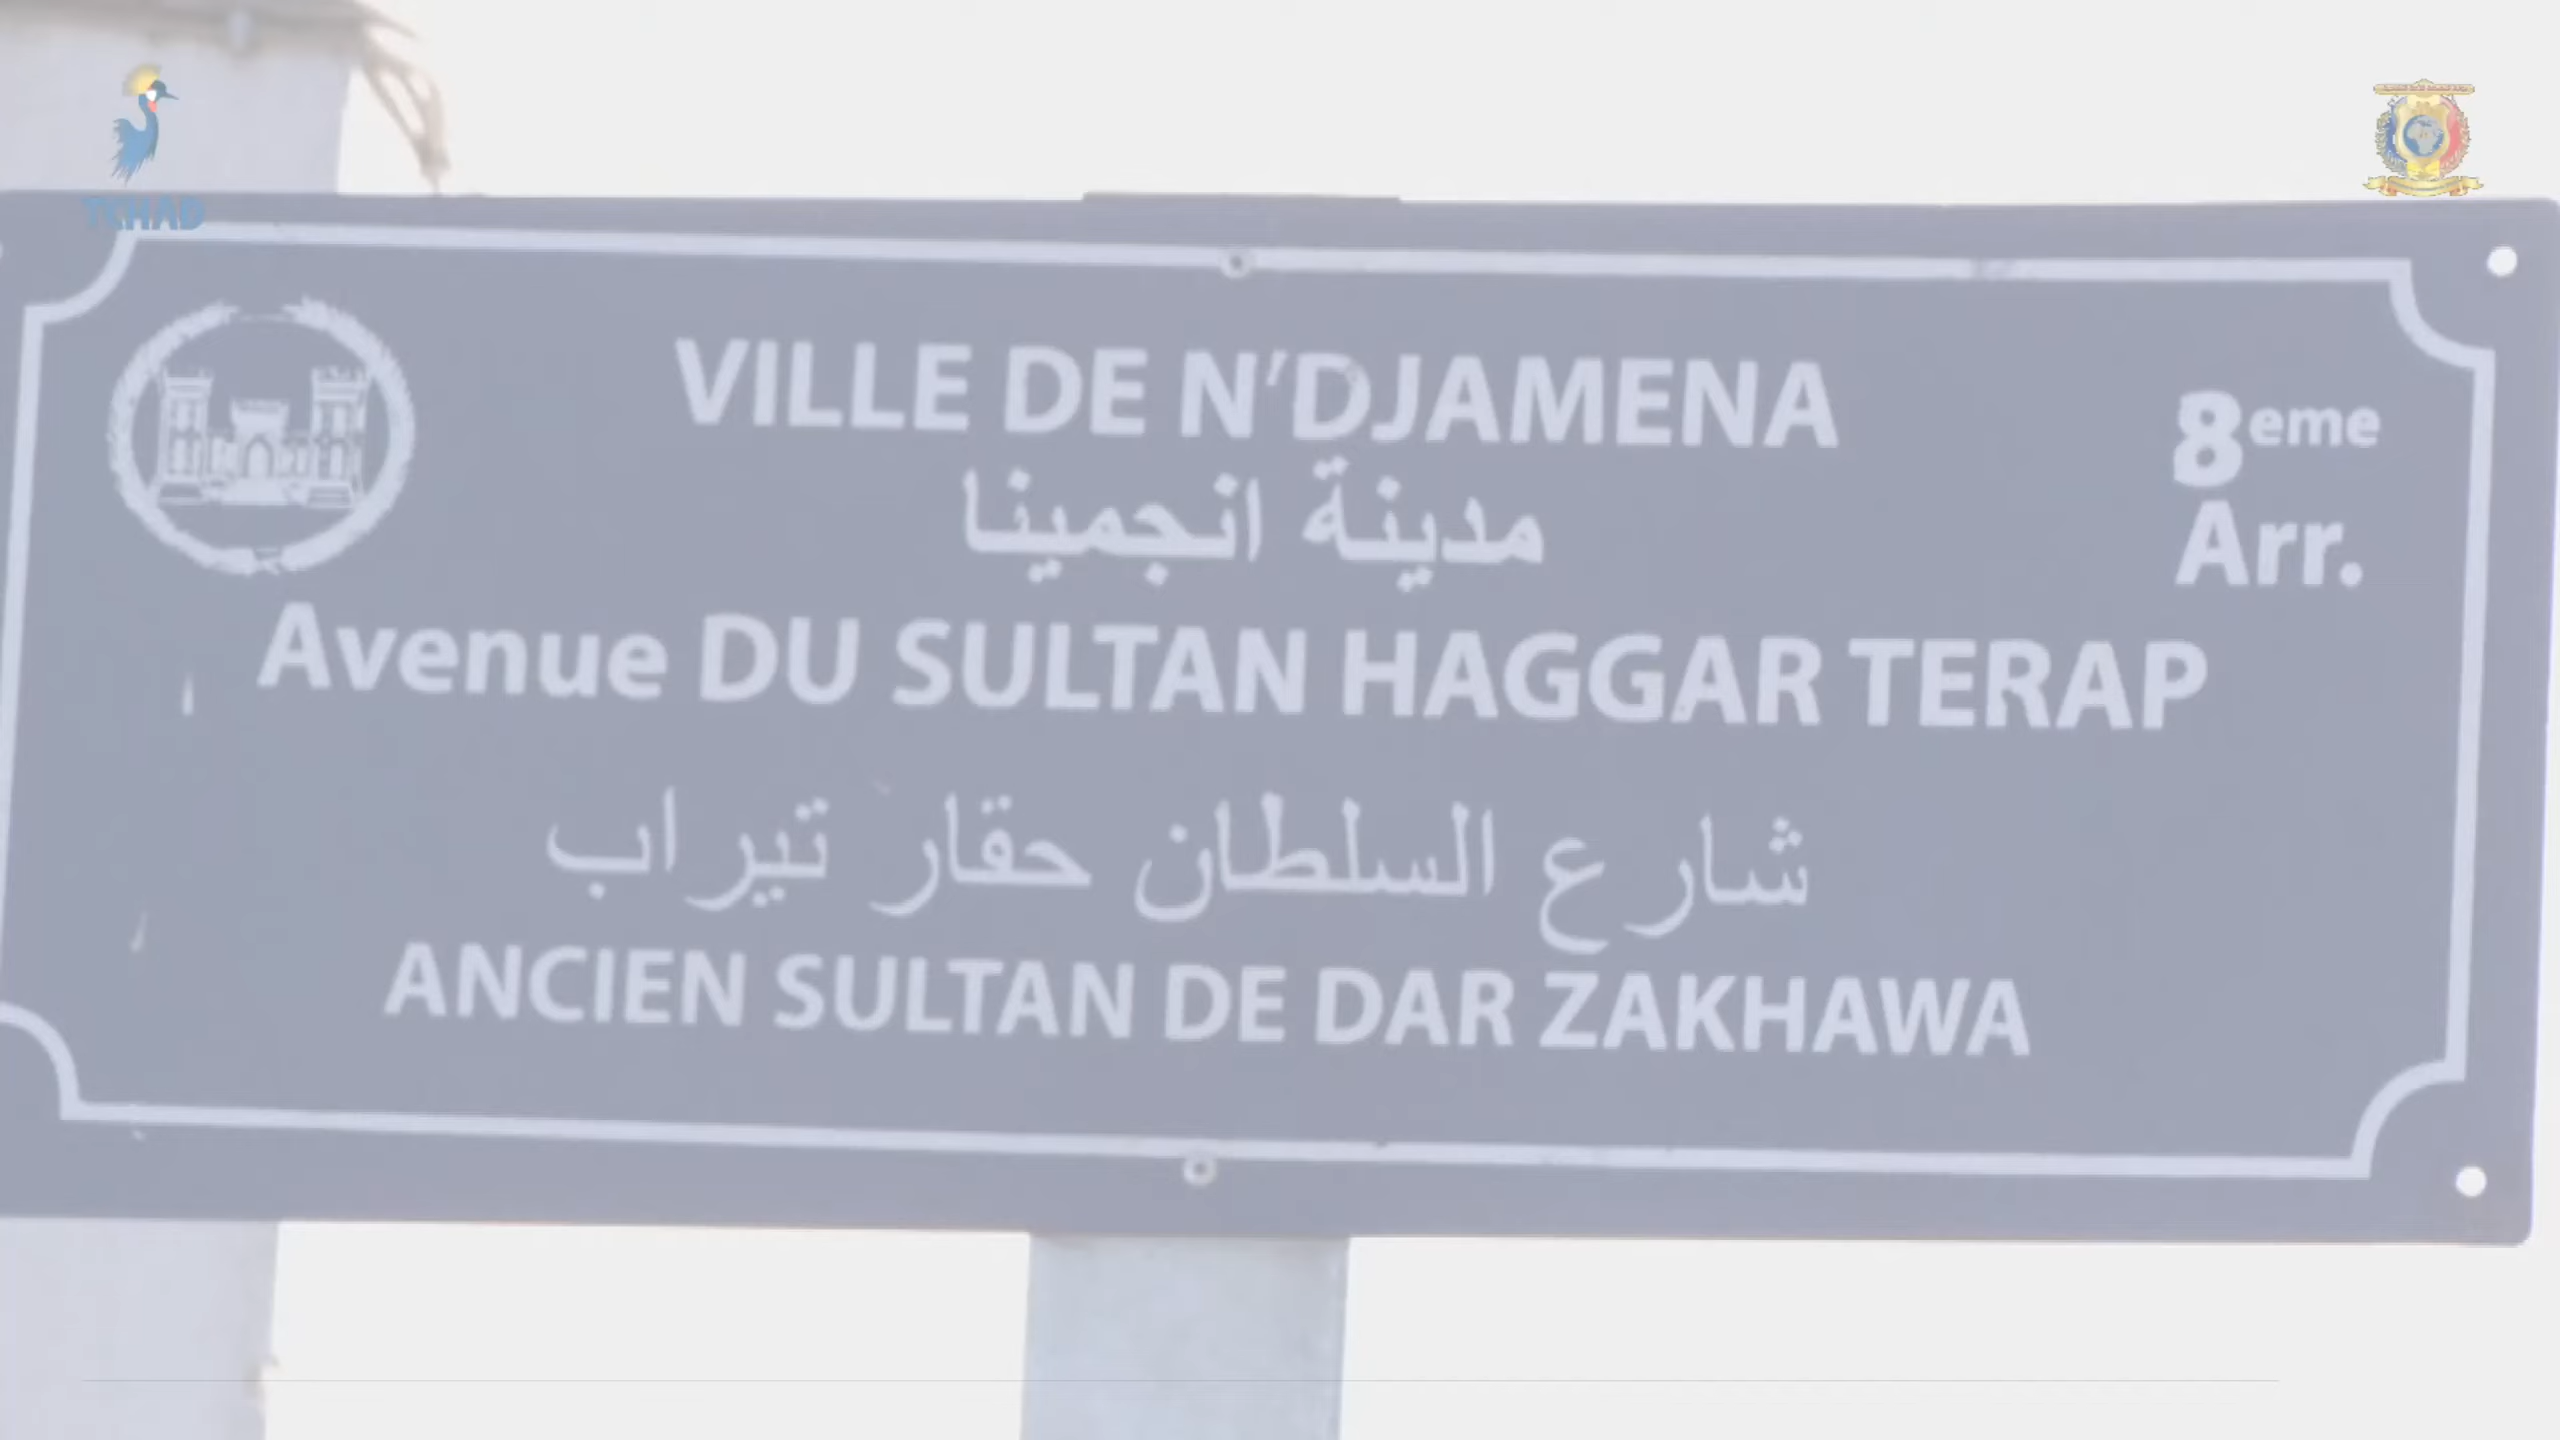 TCHAD
VILLE DE N'DJAMENA
مدينة انجمينا
8eme
Arr.
Avenue DU SULTAN HAGGAR TERAP
شارع السلطان حقار تيراب
ANCIEN SULTAN DE DAR ZAKHAWA